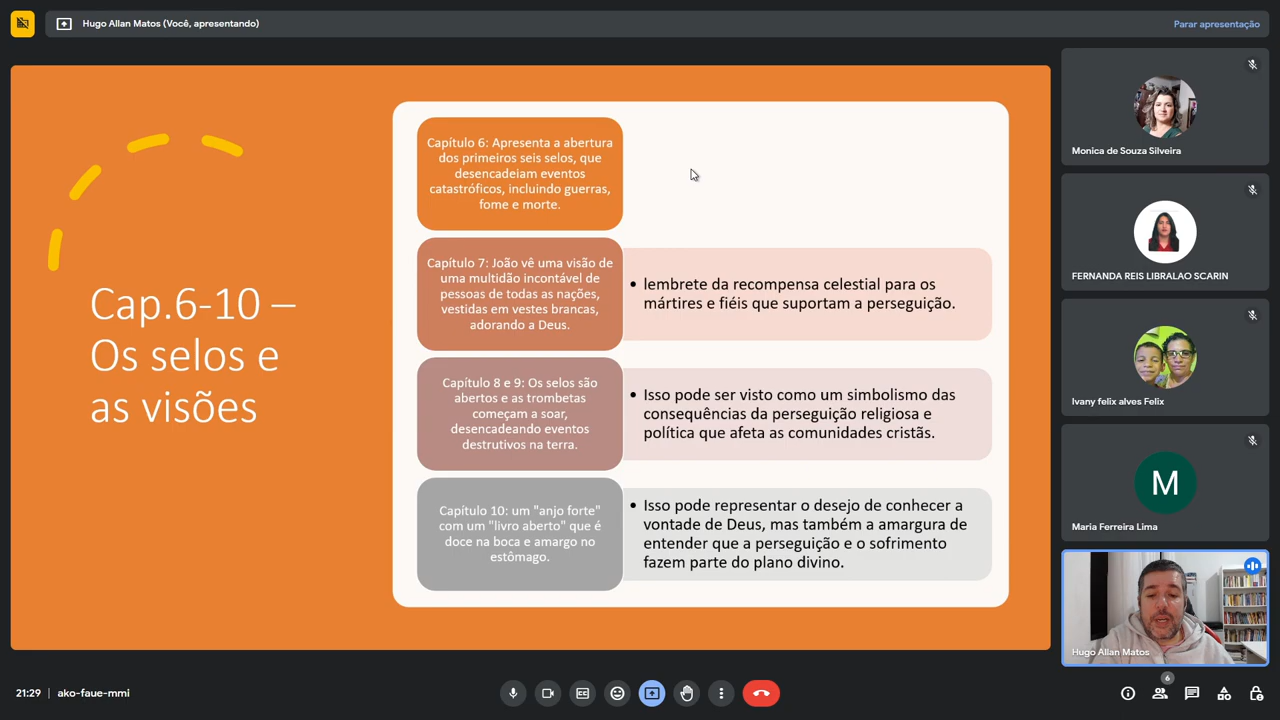 Hugo Allan Matos (Você, apresentando)
Parar apresentação
Cap.6-10 –
Os selos e
as visões
Capítulo 6: Apresenta a abertura
dos primeiros seis selos, que
desencadeiam eventos
catastróficos, incluindo guerras,
fome e morte.
Capítulo 7: João vê uma visão de
uma multidão incontável de
pessoas de todas as nações,
vestidas em vestes brancas,
adorando a Deus.
• lembrete da recompensa celestial para os
mártires e fiéis que suportam a perseguição.
Capítulo 8 e 9: Os selos são
abertos e as trombetas
começam a soar,
desencadeando eventos
destrutivos na terra.
• Isso pode ser visto como um simbolismo das
consequências da perseguição religiosa e
política que afeta as comunidades cristãs.
Capítulo 10: um "anjo forte"
com um "livro aberto" que é
doce na boca e amargo no
estômago.
• Isso pode representar o desejo de conhecer a
vontade de Deus, mas também a amargura de
entender que a perseguição e o sofrimento
fazem parte do plano divino.
Monica de Souza Silveira
FERNANDA REIS LIBRALAO SCARIN
Ivany felix alves Felix
M
Maria Ferreira Lima
Hugo Allan Matos
21:29
ako-faue-mmi
6